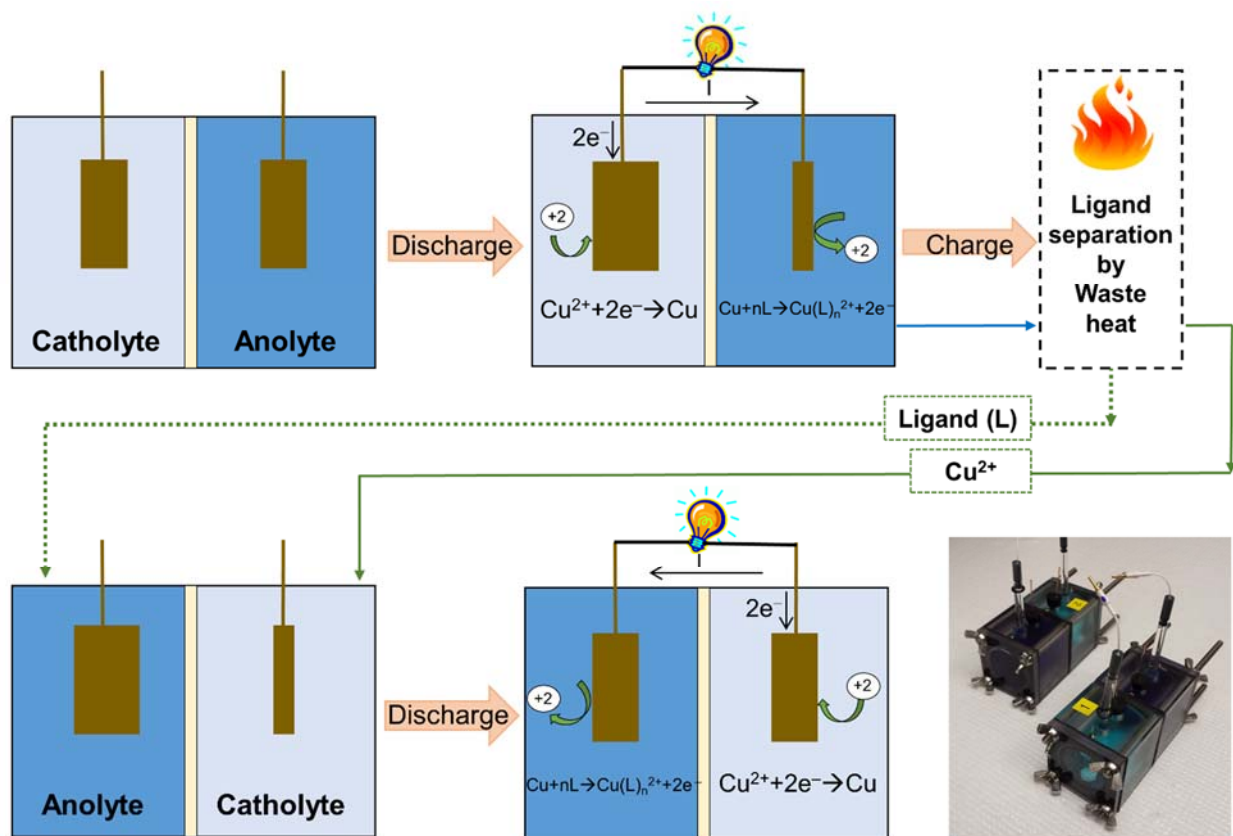 Catholyte
Anolyte
Discharge
I
2e⁻
+2
+2
Cu²⁺+2e⁻→Cu
Cu+nL→Cu(L)ₙ²⁺+2e⁻
Charge
Ligand
separation
by
Waste
heat
Ligand (L)
Cu²⁺
Anolyte
Catholyte
Discharge
I
2e⁻
+2
+2
Cu+nL→Cu(L)ₙ²⁺+2e⁻
Cu²⁺+2e⁻→Cu
1